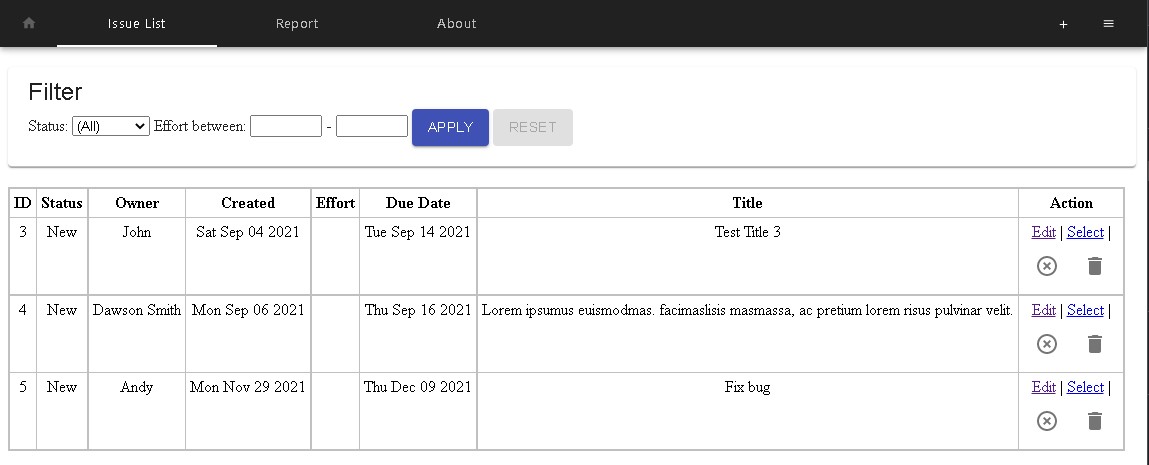 Issue List Report About +
Filter
Status: (All) Effort between: - APPLY RESET
ID Status Owner Created Effort Due Date Title Action
3 New John Sat Sep 04 2021 Tue Sep 14 2021 Test Title 3 Edit | Select |
4 New Dawson Smith Mon Sep 06 2021 Thu Sep 16 2021 Lorem ipsumus euismodmas. facimaslisis masmassa, ac pretium lorem risus pulvinar velit. Edit | Select |
5 New Andy Mon Nov 29 2021 Thu Dec 09 2021 Fix bug Edit | Select |